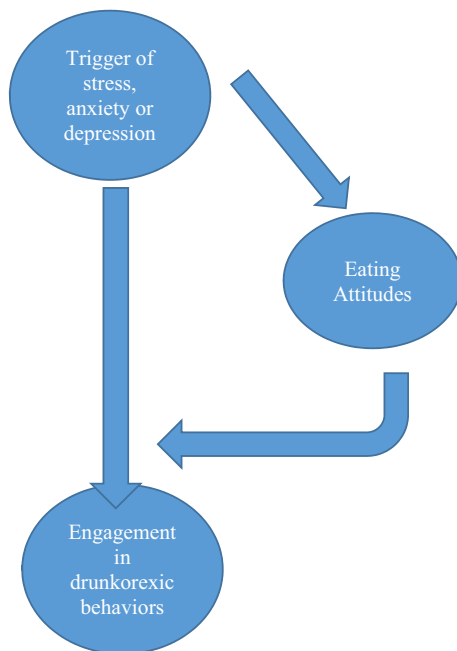 Trigger of
stress,
anxiety or
depression
Eating
Attitudes
Engagement
in
drunkorexic
behaviors